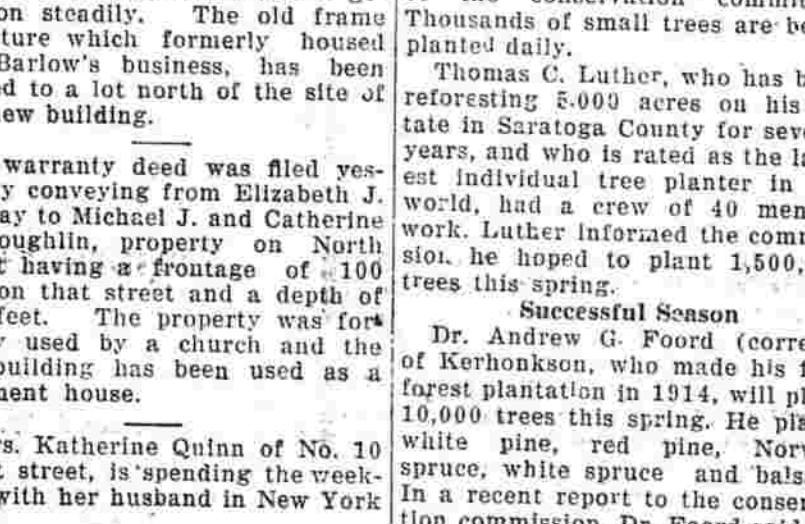 on steadily. The old frame
ture which formerly housed
Barlow's business, has been
ed to a lot north of the site of
ew building.
warranty deed was filed yes-
y conveying from Elizabeth J.
ay to Michael J. and Catherine
oughlin, property on North
t having a frontage of 100
on that street and a depth of
feet. The property was for
y used by a church and the
building has been used as a
ment house.
rs. Katherine Quinn of No. 10
t street, is spending the week-
with her husband in New York
Thousands of small trees are be
planted daily.
Thomas C. Luther, who has b
reforesting 5.000 acres on his
tate in Saratoga County for seve
years, and who is rated as the la
est individual tree planter in
world, had a crew of 40 men
work. Luther informed the comm
sion he hoped to plant 1,500,
trees this spring.
Successful Season
Dr. Andrew G. Foord (corre
of Kerhonkson, who made his f
forest plantation in 1914, will pl
10,000 trees this spring. He pla
white pine, red pine, Norw
spruce, white spruce and bals
In a recent report to the conser
tion commission, Dr. Foord